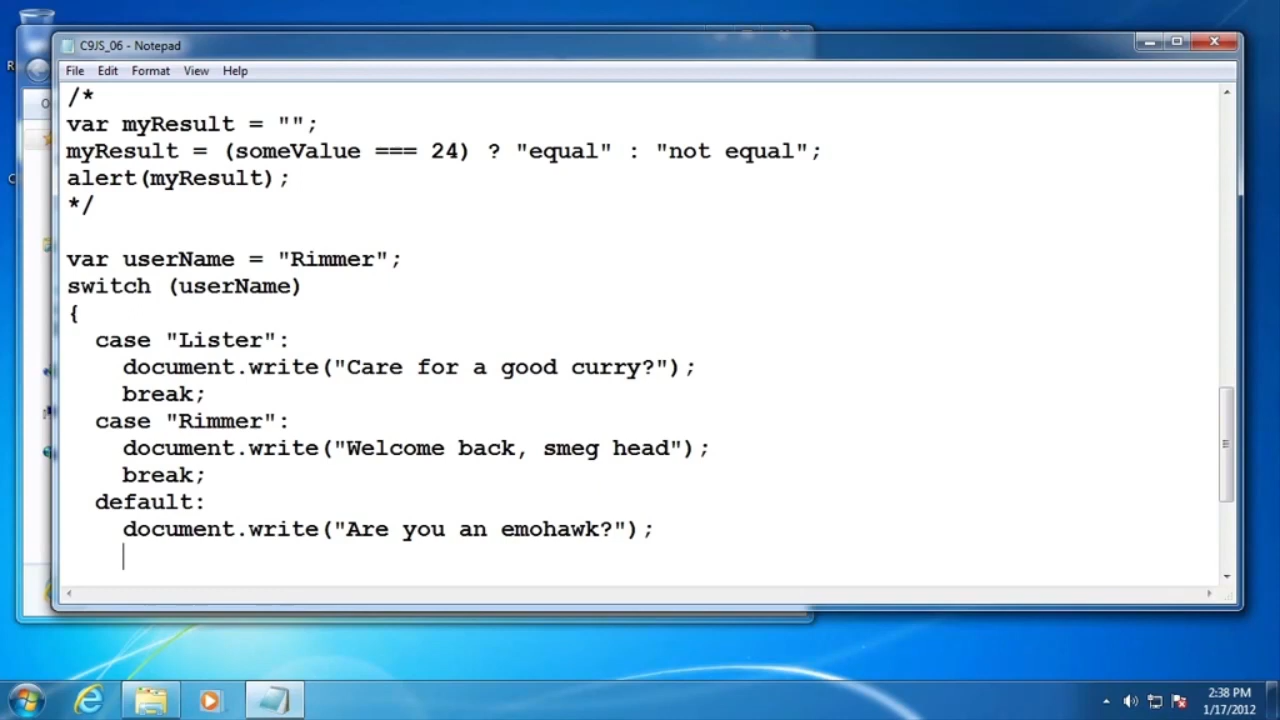 C9JS_06 - Notepad
File Edit Format View Help
/*
var myResult = "";
myResult = (someValue === 24) ? "equal" : "not equal";
alert(myResult);
*/
var userName = "Rimmer";
switch (userName)
{
case "Lister":
document.write("Care for a good curry?");
break;
case "Rimmer":
document.write("Welcome back, smeg head");
break;
default:
document.write("Are you an emohawk?");
2:38 PM
1/17/2012